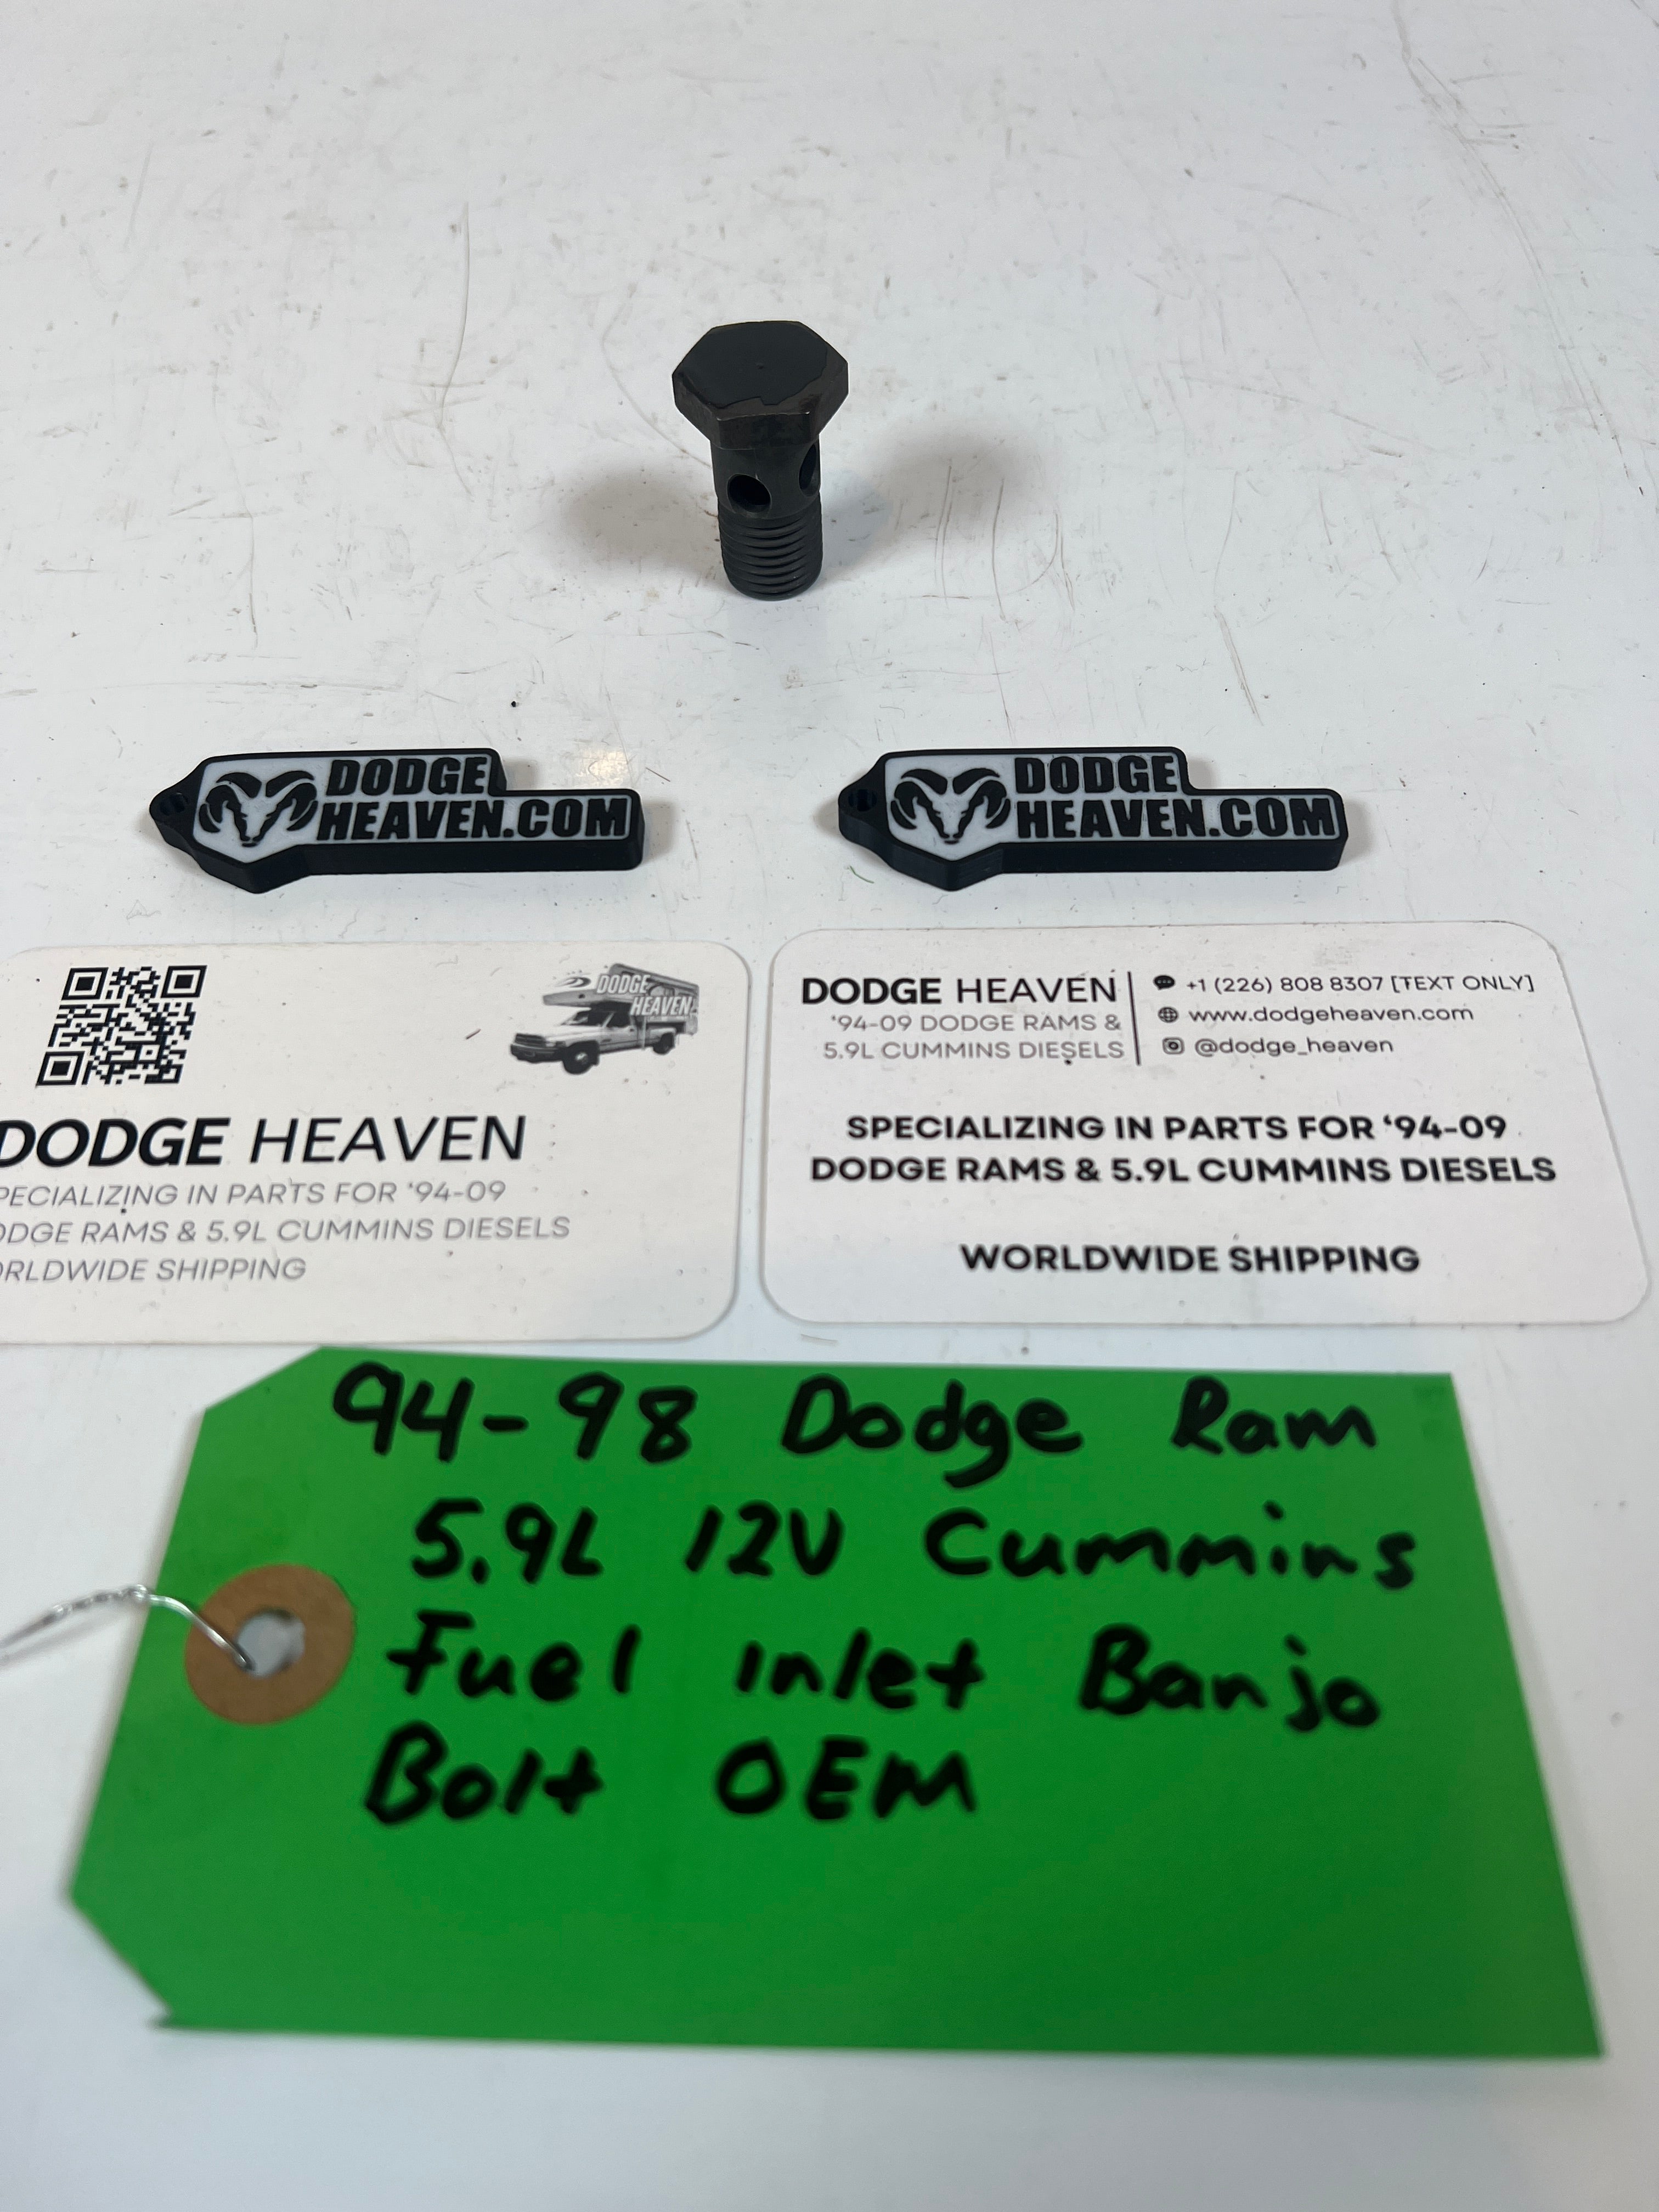 DODGE
HEAVEN.COM
DODGE
HEAVEN.COM
DODGE
HEAVEN
DODGE HEAVEN
PECIALIZING IN PARTS FOR ‘94-09
DODGE RAMS & 5.9L CUMMINS DIESELS
ORLDWIDE SHIPPING
DODGE HEAVEN
‘94-09 DODGE RAMS &
5.9L CUMMINS DIESELS
+1 (226) 808 8307 [TEXT ONLY]
www.dodgeheaven.com
@dodge_heaven
SPECIALIZING IN PARTS FOR ‘94-09
DODGE RAMS & 5.9L CUMMINS DIESELS
WORLDWIDE SHIPPING
94-98 Dodge Ram
5.9L 12V Cummins
Fuel Inlet Banjo
Bolt OEM